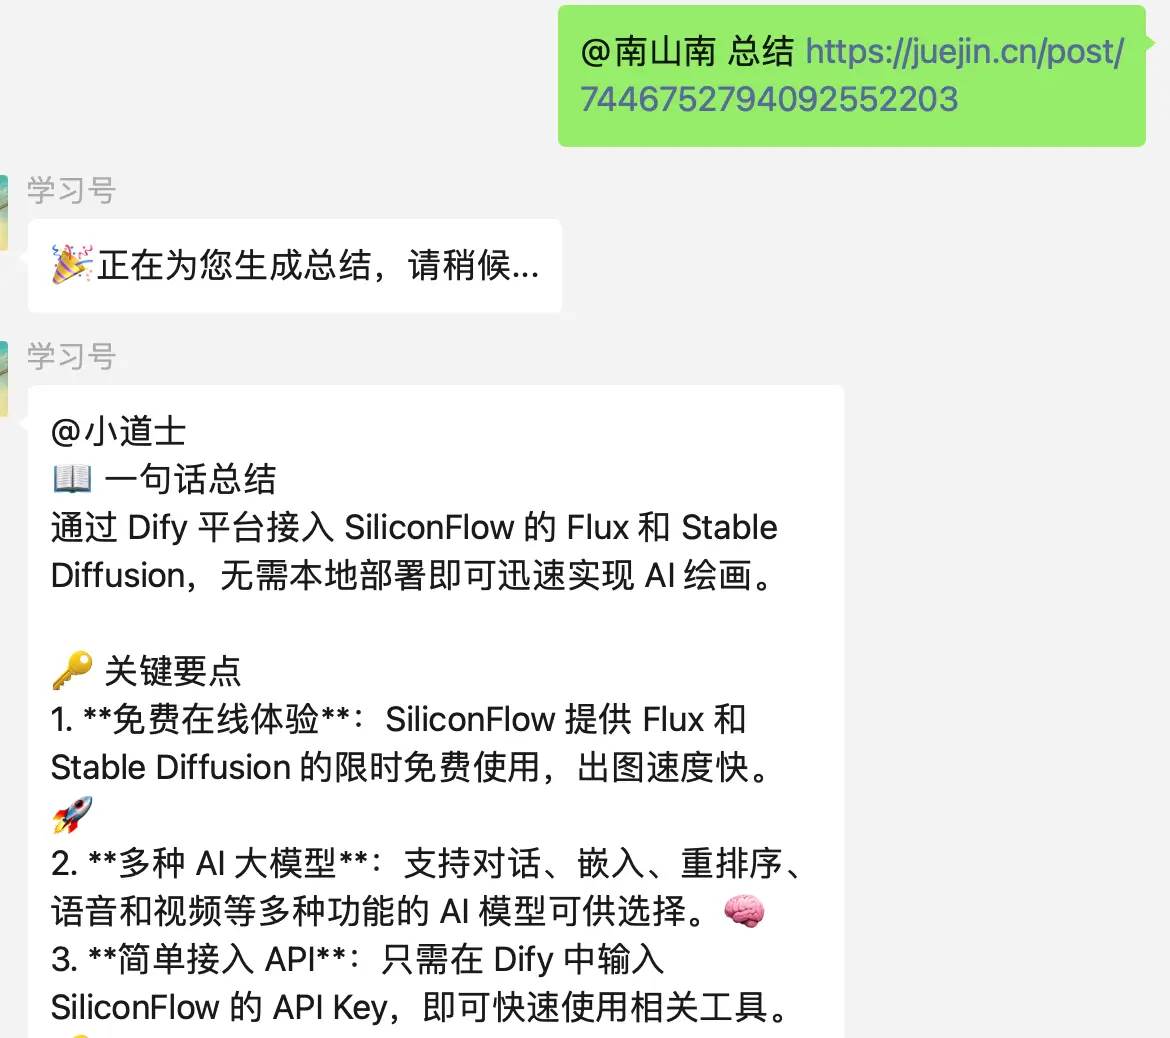 @南山南 总结 https://juejin.cn/post/
7446752794092552203
学习号
🎉正在为您生成总结，请稍候...
学习号
@小道士
📖 一句话总结
通过 Dify 平台接入 SiliconFlow 的 Flux 和 Stable
Diffusion，无需本地部署即可迅速实现 AI 绘画。
🔑 关键要点
1. **免费在线体验**：SiliconFlow 提供 Flux 和
Stable Diffusion 的限时免费使用，出图速度快。
🚀
2. **多种 AI 大模型**：支持对话、嵌入、重排序、
语音和视频等多种功能的 AI 模型可供选择。🧠
3. **简单接入 API**：只需在 Dify 中输入
SiliconFlow 的 API Key，即可快速使用相关工具。